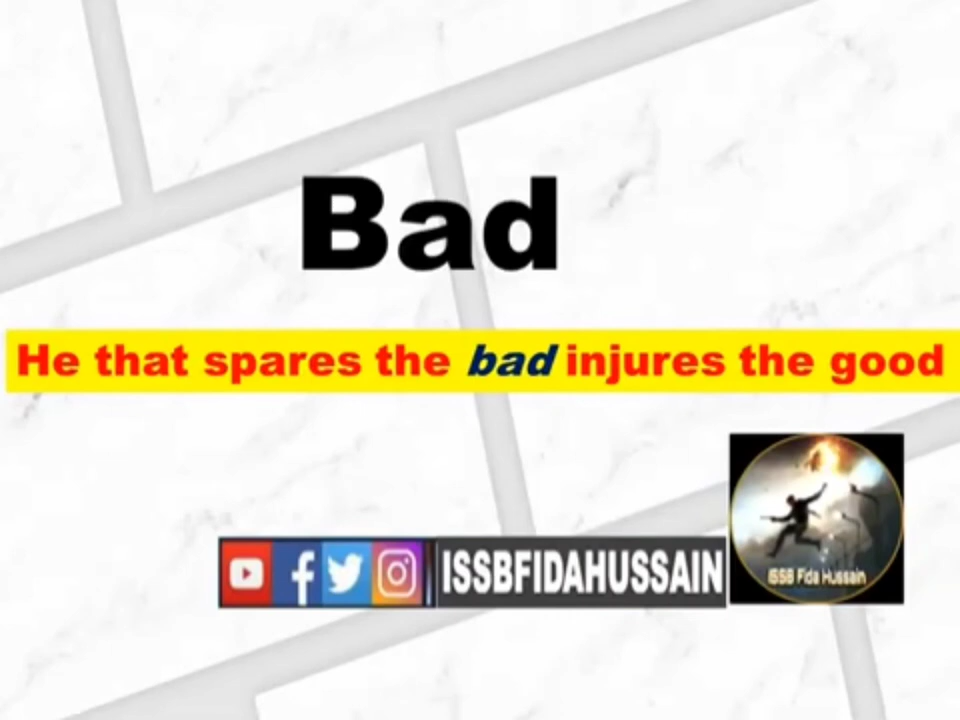 Bad
He that spares the bad injures the good
ISSBFIDAHUSSAIN
ISSB Fida Hussain